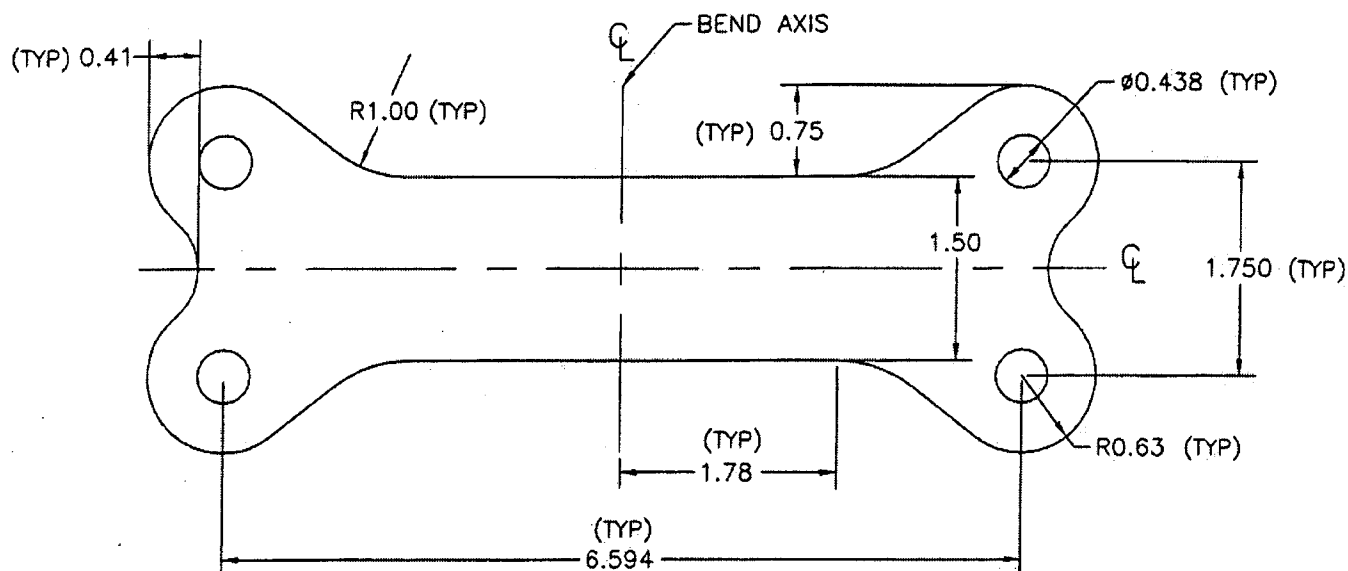 BEND AXIS
℄
(TYP) 0.41
R1.00 (TYP)
(TYP) 0.75
ø0.438 (TYP)
1.50
℄
1.750 (TYP)
(TYP)
1.78
R0.63 (TYP)
(TYP)
6.594